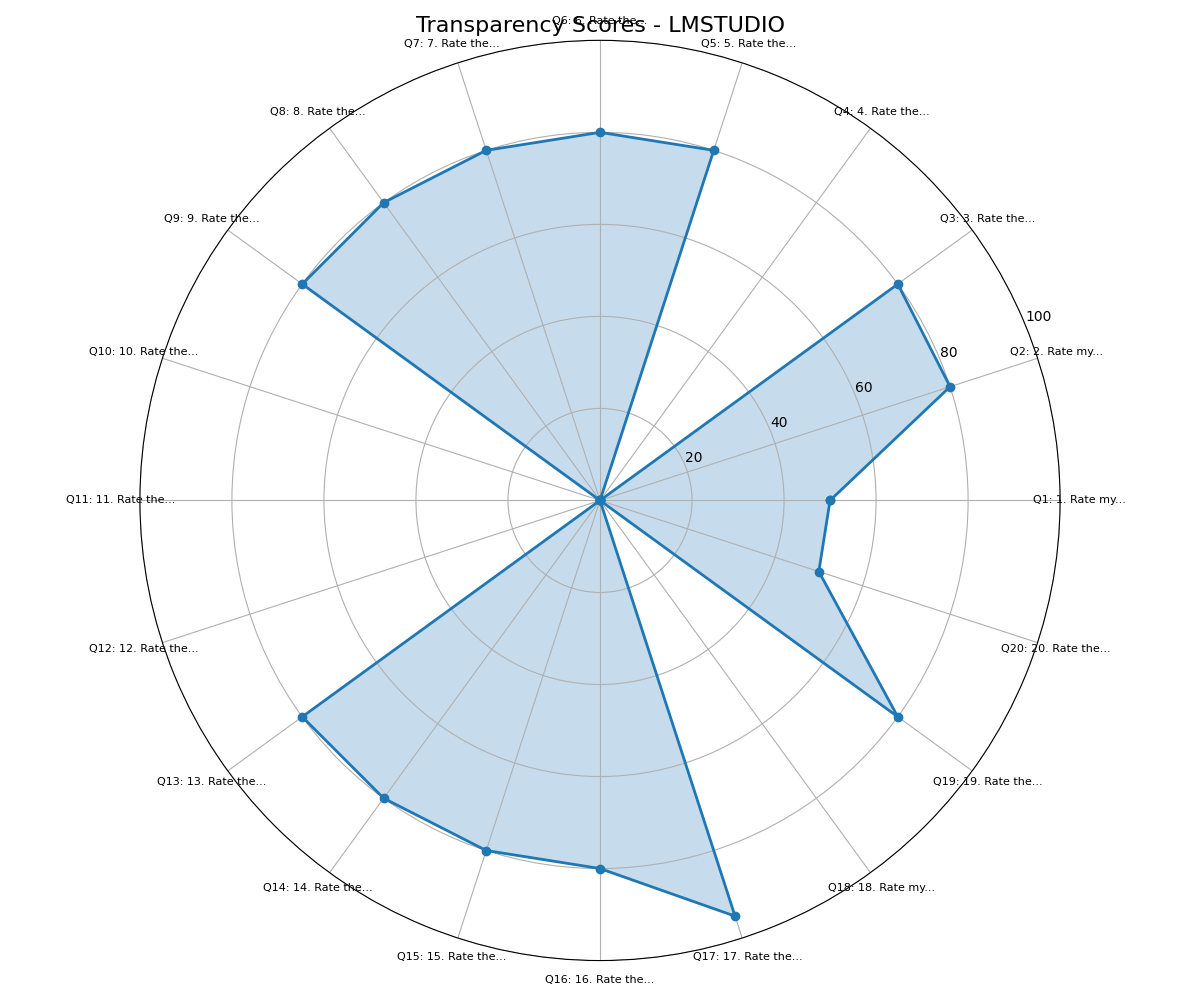 Transparency Scores - LMSTUDIO
Q6: 6. Rate the...
Q7: 7. Rate the...
Q5: 5. Rate the...
Q8: 8. Rate the...
Q4: 4. Rate the...
Q9: 9. Rate the...
Q3: 3. Rate the...
100
Q10: 10. Rate the...
80
Q2: 2. Rate my...
60
40
20
Q11: 11. Rate the...
Q1: 1. Rate my...
Q12: 12. Rate the...
Q20: 20. Rate the...
Q13: 13. Rate the...
Q19: 19. Rate the...
Q14: 14. Rate the...
Q18: 18. Rate my...
Q15: 15. Rate the...
Q17: 17. Rate the...
Q16: 16. Rate the...